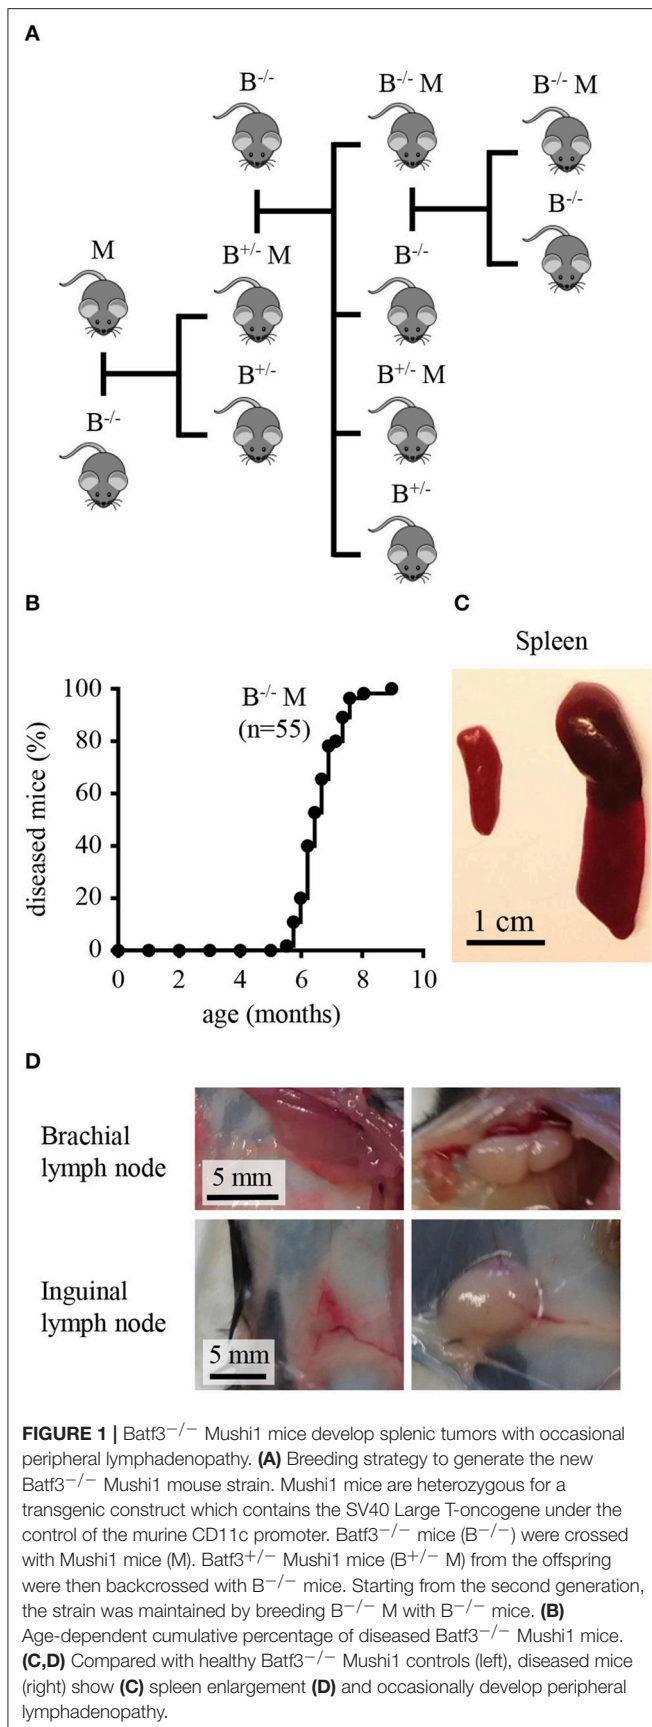 A
B⁻/⁻
B⁻/⁻ M
B⁻/⁻ M
B⁻/⁻
M
B⁺/⁻ M
B⁻/⁻
B⁻/⁻
B⁺/⁻
B⁺/⁻ M
B⁺/⁻
B
C
Spleen
100
80
60
40
20
0
diseased mice (%)
B⁻/⁻ M
(n=55)
0 2 4 6 8 10
age (months)
1 cm
D
Brachial
lymph node
5 mm
Inguinal
lymph node
5 mm
FIGURE 1 | Batf3⁻/⁻ Mushi1 mice develop splenic tumors with occasional
peripheral lymphadenopathy. (A) Breeding strategy to generate the new
Batf3⁻/⁻ Mushi1 mouse strain. Mushi1 mice are heterozygous for a
transgenic construct which contains the SV40 Large T-oncogene under the
control of the murine CD11c promoter. Batf3⁻/⁻ mice (B⁻/⁻) were crossed
with Mushi1 mice (M). Batf3⁺/⁻ Mushi1 mice (B⁺/⁻ M) from the offspring
were then backcrossed with B⁻/⁻ mice. Starting from the second generation,
the strain was maintained by breeding B⁻/⁻ M with B⁻/⁻ mice. (B)
Age-dependent cumulative percentage of diseased Batf3⁻/⁻ Mushi1 mice.
(C,D) Compared with healthy Batf3⁻/⁻ Mushi1 controls (left), diseased mice
(right) show (C) spleen enlargement (D) and occasionally develop peripheral
lymphadenopathy.